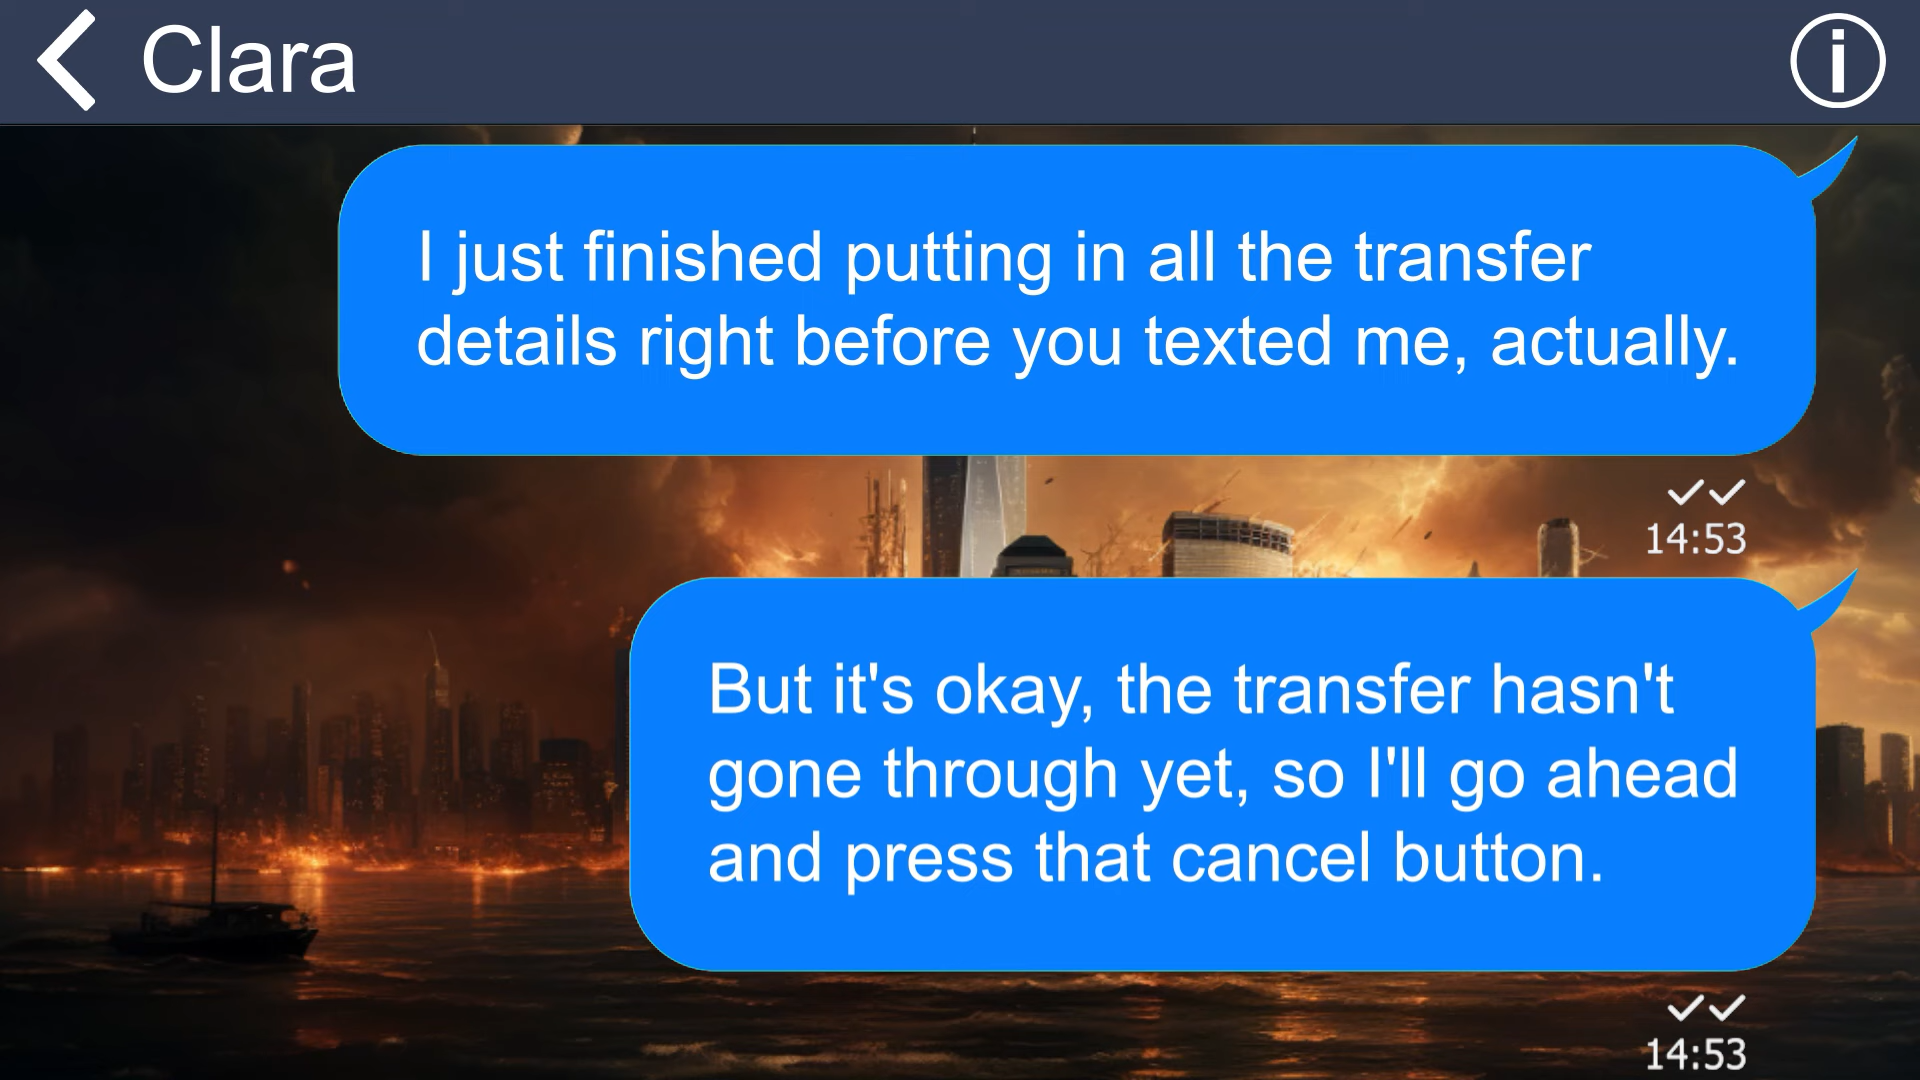 Clara
I just finished putting in all the transfer
details right before you texted me, actually.
14:53
But it's okay, the transfer hasn't
gone through yet, so I'll go ahead
and press that cancel button.
14:53